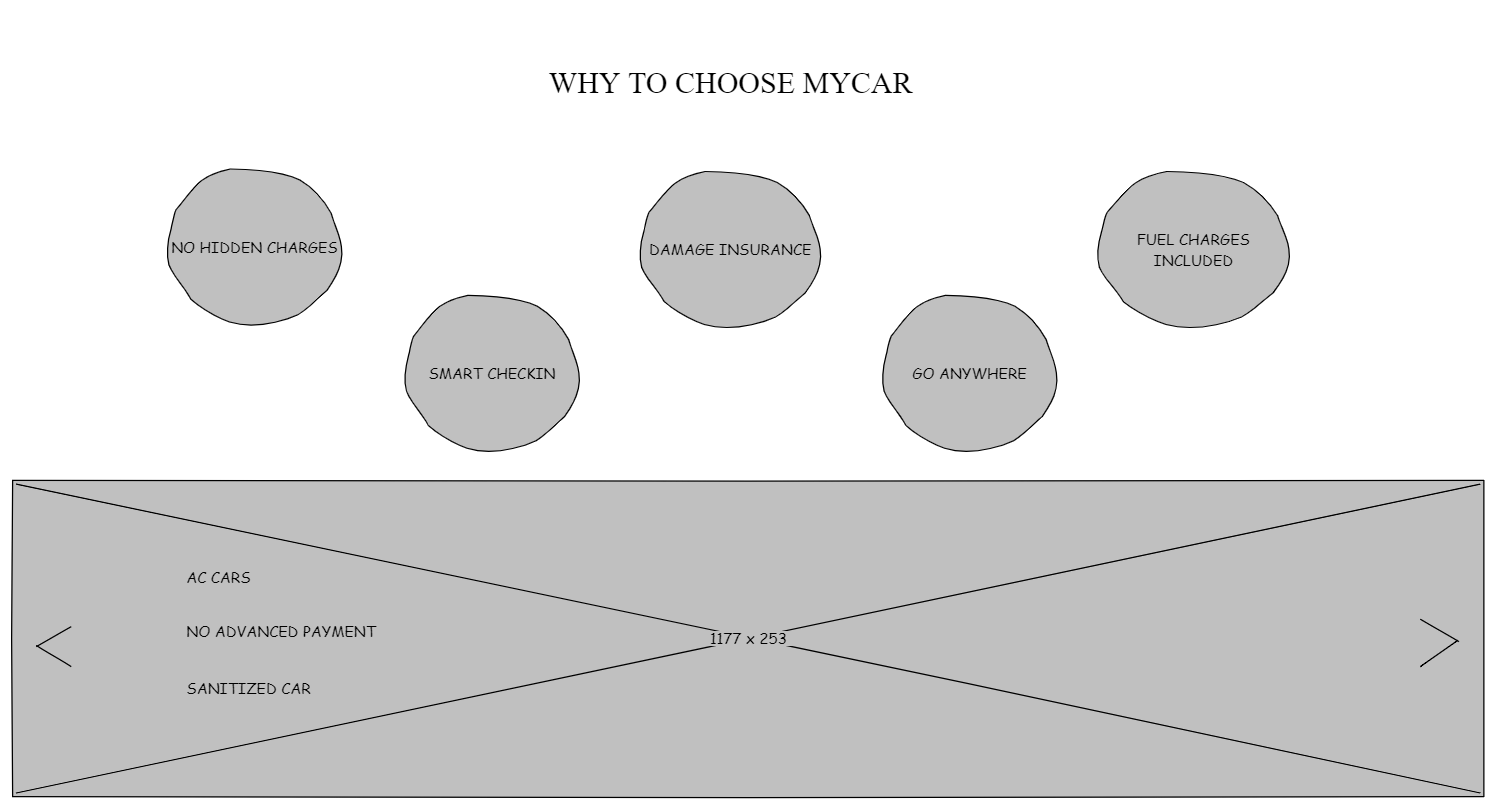 WHY TO CHOOSE MYCAR
NO HIDDEN CHARGES
DAMAGE INSURANCE
FUEL CHARGES
INCLUDED
SMART CHECKIN
GO ANYWHERE
AC CARS
NO ADVANCED PAYMENT
1177 x 253
SANITIZED CAR